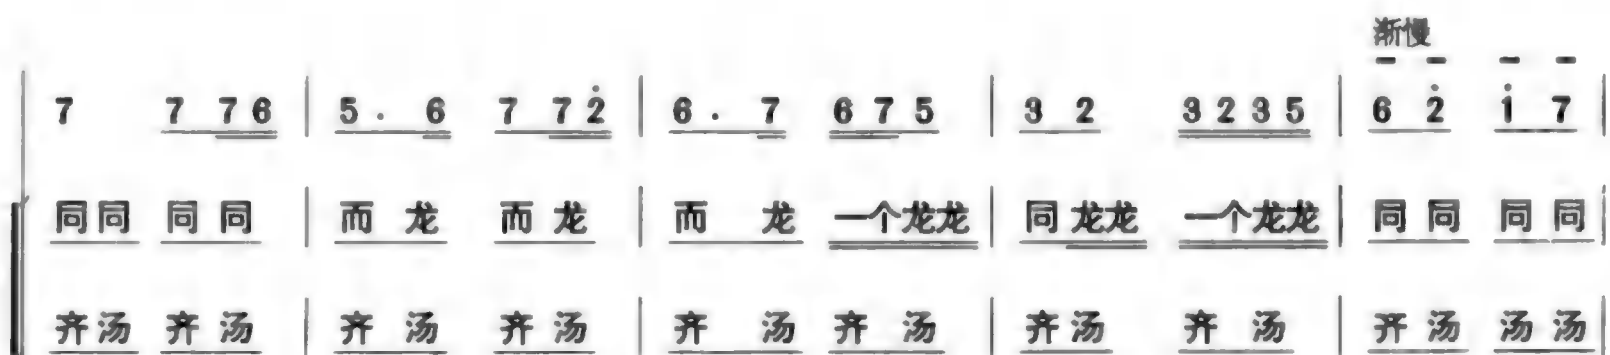 渐慢
7 7 7 6 | 5 . 6 7 7 2̇ | 6 . 7 6 7 5 | 3 2 3 2 3 5 | 6 2̇ 1̇ 7 |
同同 同同 | 而 龙 而龙 | 而 龙 一个龙龙 | 同龙龙 一个龙龙 | 同同 同同 |
齐汤 齐汤 | 齐 汤 齐汤 | 齐 汤 齐 汤 | 齐汤 齐 汤 | 齐汤 汤汤 |